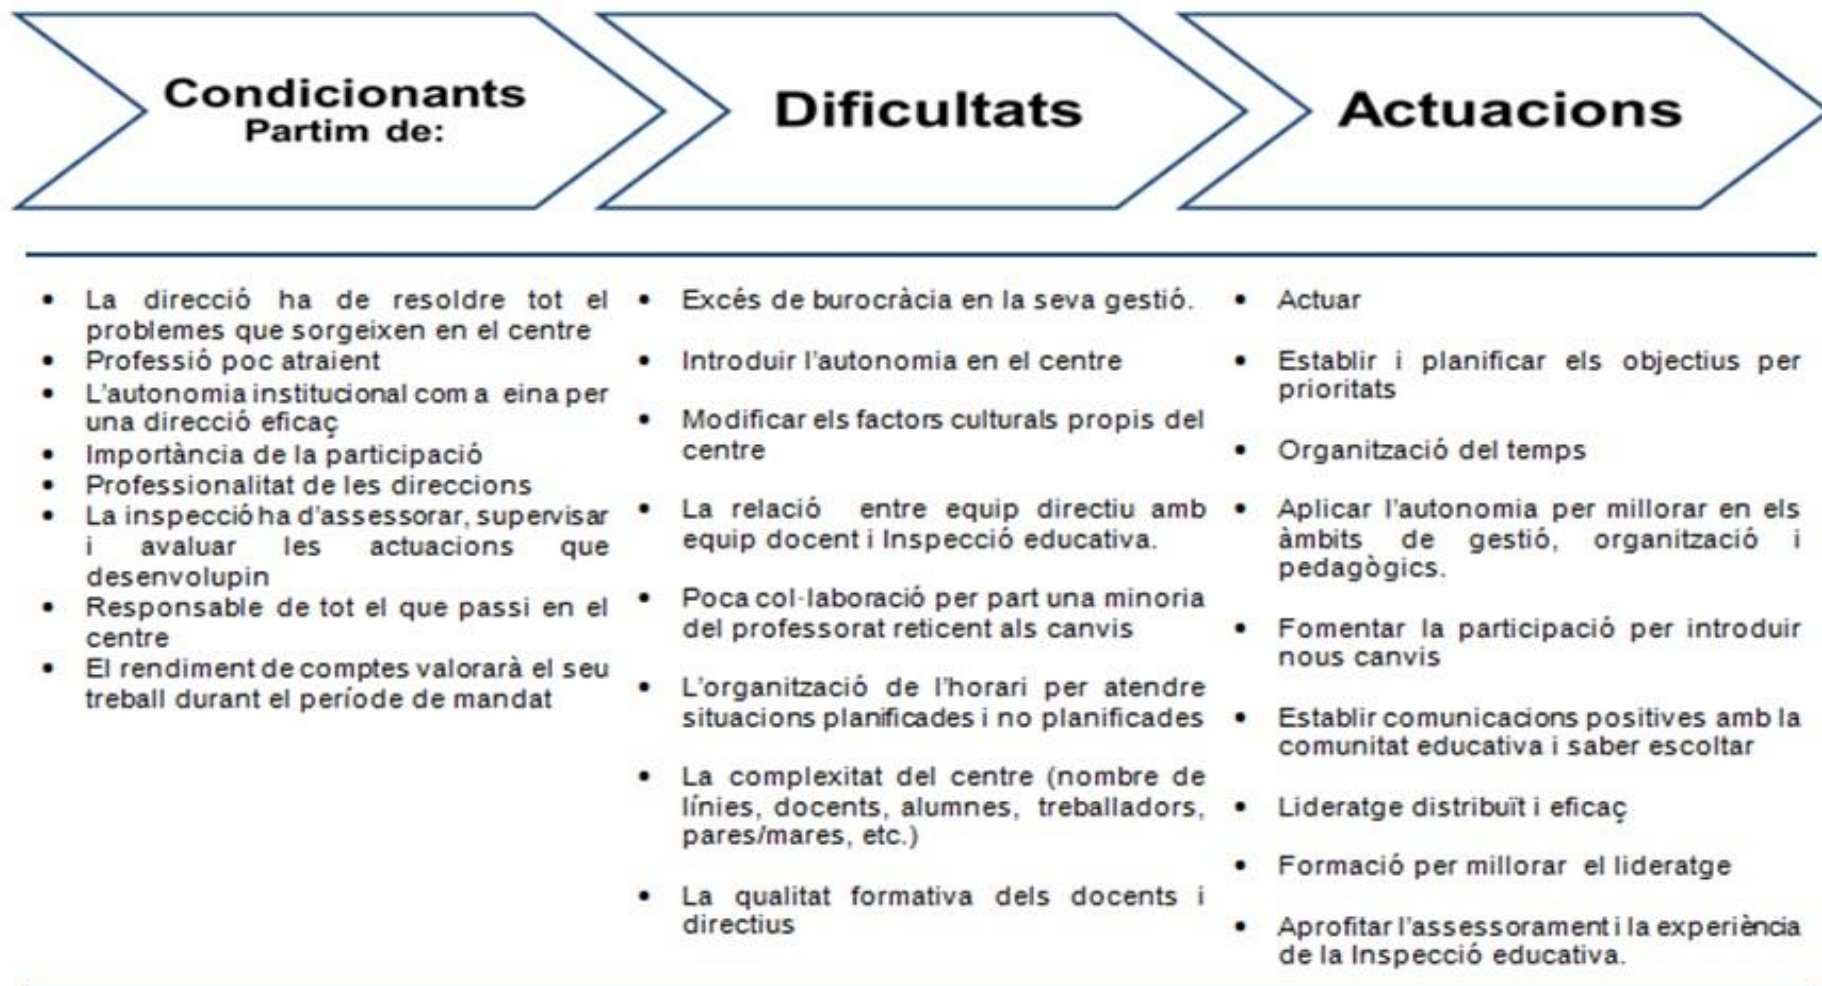 Condicionants
Partim de:
Dificultats
Actuacions
• La direcció ha de resoldre tot el
problemes que sorgeixen en el centre
• Professió poc atraient
• L'autonomia institucional com a eina per
una direcció eficaç
• Importància de la participació
• Professionalitat de les direccions
• La inspecció ha d'assessorar, supervisar
i avaluar les actuacions que
desenvolupin
• Responsable de tot el que passi en el
centre
• El rendiment de comptes valorarà el seu
treball durant el període de mandat
• Excés de burocràcia en la seva gestió.
• Introduir l'autonomia en el centre
• Modificar els factors culturals propis del
centre
• La relació entre equip directiu amb
equip docent i Inspecció educativa.
• Poca col·laboració per part una minoria
del professorat reticent als canvis
• L'organització de l'horari per atendre
situacions planificades i no planificades
• La complexitat del centre (nombre de
línies, docents, alumnes, treballadors,
pares/mares, etc.)
• La qualitat formativa dels docents i
directius
• Actuar
• Establir i planificar els objectius per
prioritats
• Organització del temps
• Aplicar l'autonomia per millorar en els
àmbits de gestió, organització i
pedagògics.
• Fomentar la participació per introduir
nous canvis
• Establir comunicacions positives amb la
comunitat educativa i saber escoltar
• Lideratge distribuït i eficaç
• Formació per millorar el lideratge
• Aprofitar l'assessorament i la experiència
de la Inspecció educativa.